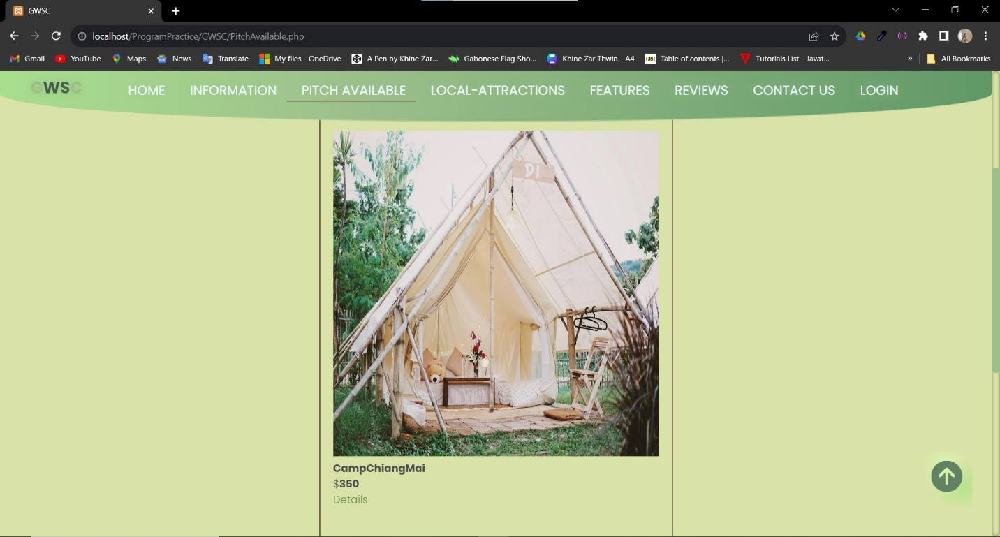 GWSC
localhost/ProgramPractice/GWSC/PitchAvailable.php
Gmail YouTube Maps News Translate My files - OneDrive A Pen by Khine Zar... Gabonese Flag Sho... Khine Zar Thwin - A4 Table of contents |... Tutorials List - Javat... » All Bookmarks
GWSC HOME INFORMATION PITCH AVAILABLE LOCAL-ATTRACTIONS FEATURES REVIEWS CONTACT US LOGIN
D1
CampChiangMai
$350
Details